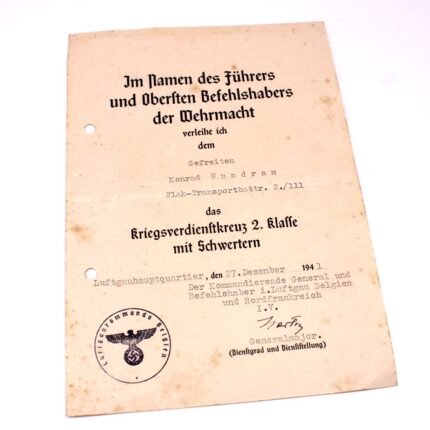 Im Namen des Führers
und Obersten Befehlshabers
der Wehrmacht
verleihe ich
dem
Gefreiten
Konrad Wundram
Flak-Transportbattr. 2./111
das
Kriegsverdienstkreuz 2. Klasse
mit Schwertern
Luftgauhauptquartier, den 27. Dezember 1941
Der Kommandierende General und
Befehlshaber i. Luftgau Belgien
und Nordfrankreich
I.V.
Generalmajor.
(Dienstgrad und Dienststellung)
Luftgaukommando Belgien